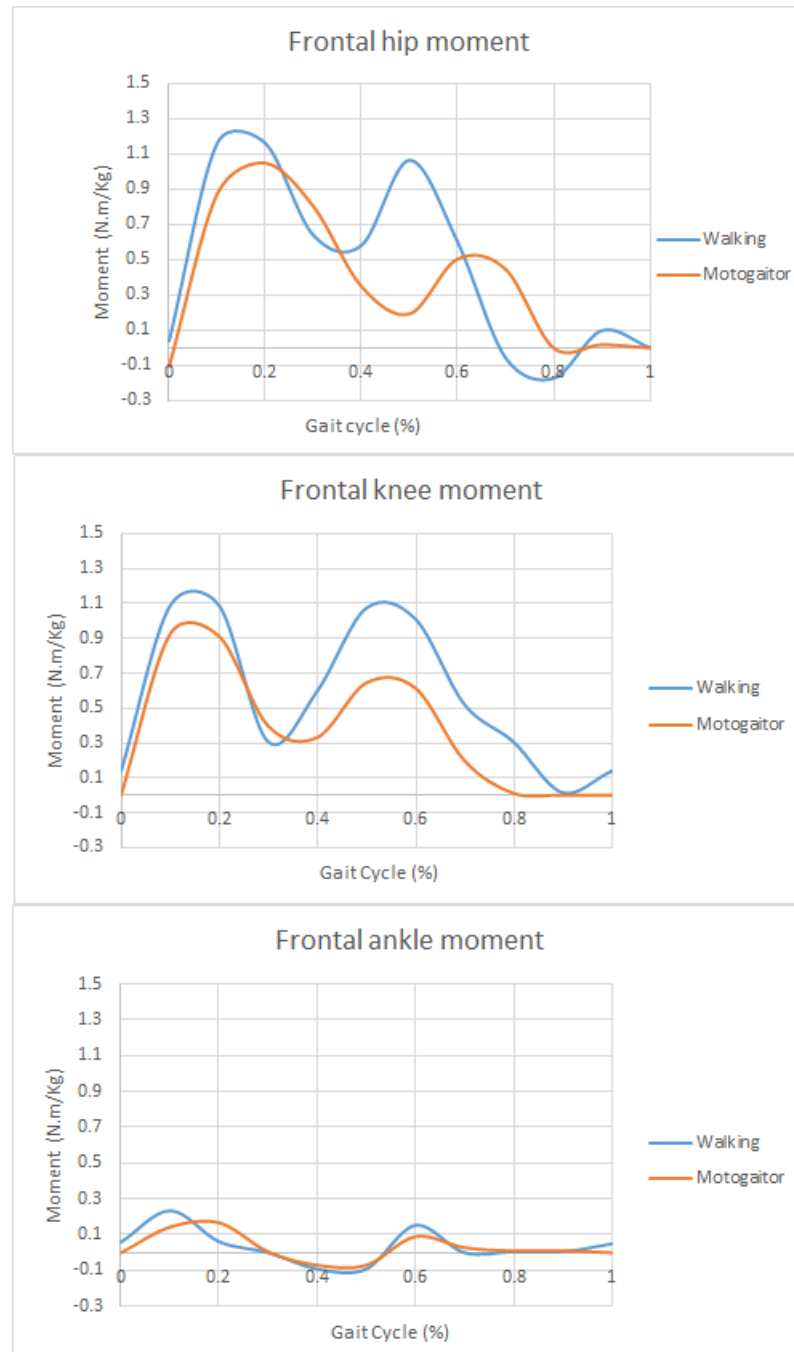 Frontal hip moment
1.5
1.3
1.1
0.9
0.7
0.5
0.3
0.1
-0.1
-0.3
Moment (N.m/Kg)
0 0.2 0.4 0.6 0.8 1
Gait cycle (%)
Walking
Motogaitor
Frontal knee moment
1.5
1.3
1.1
0.9
0.7
0.5
0.3
0.1
-0.1
-0.3
Moment (N.m/Kg)
0 0.2 0.4 0.6 0.8 1
Gait Cycle (%)
Walking
Motogaitor
Frontal ankle moment
1.5
1.3
1.1
0.9
0.7
0.5
0.3
0.1
-0.1
-0.3
Moment (N.m/Kg)
0 0.2 0.4 0.6 0.8 1
Gait Cycle (%)
Walking
Motogaitor